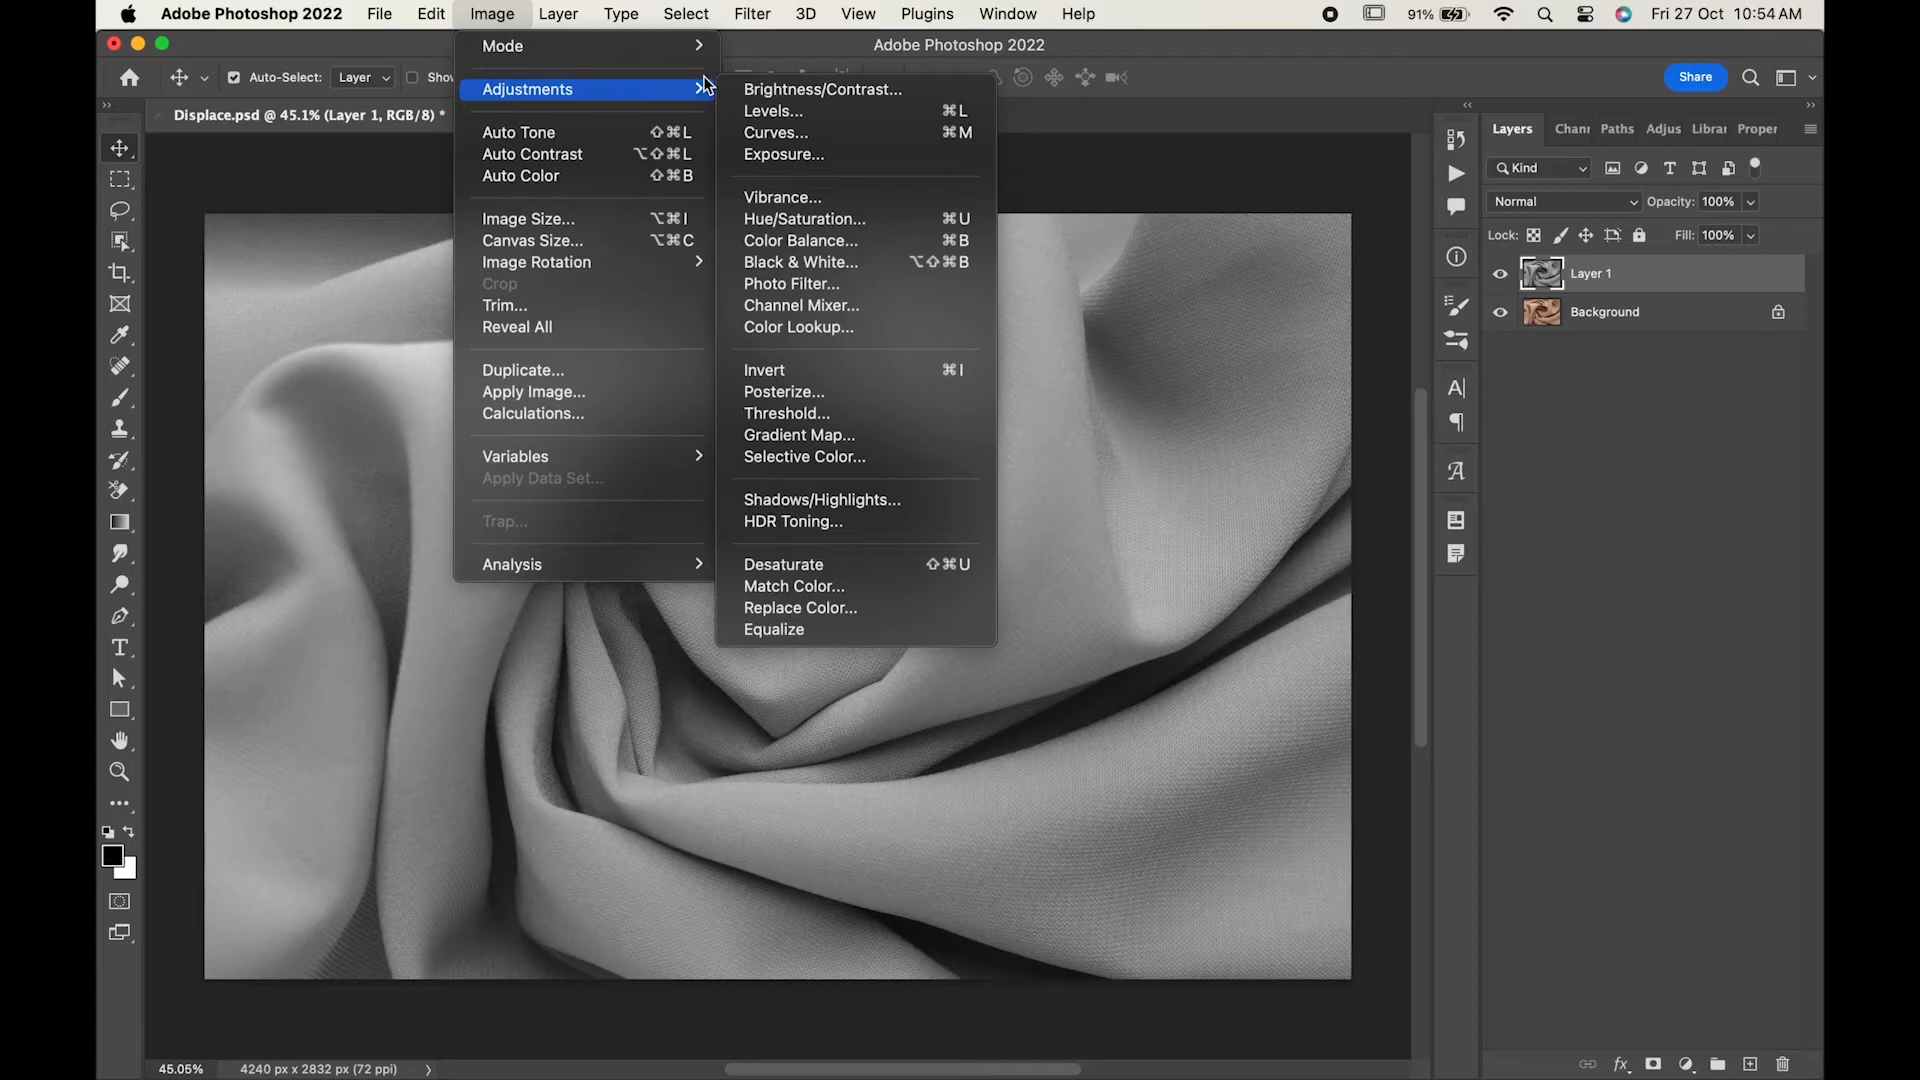 Adobe Photoshop 2022 File Edit Image Layer Type Select Filter 3D View Plugins Window Help 91% Fri 27 Oct 10:54 AM
Adobe Photoshop 2022
Auto-Select: Layer Share
Displace.psd @ 45.1% (Layer 1, RGB/8) *
Mode
Adjustments
Auto Tone ⇧⌘L
Auto Contrast ⌥⇧⌘L
Auto Color ⇧⌘B
Image Size... ⌥⌘I
Canvas Size... ⌥⌘C
Image Rotation
Crop
Trim...
Reveal All
Duplicate...
Apply Image...
Calculations...
Variables
Apply Data Set...
Trap...
Analysis
Brightness/Contrast...
Levels... ⌘L
Curves... ⌘M
Exposure...
Vibrance...
Hue/Saturation... ⌘U
Color Balance... ⌘B
Black & White... ⌥⇧⌘B
Photo Filter...
Channel Mixer...
Color Lookup...
Invert ⌘I
Posterize...
Threshold...
Gradient Map...
Selective Color...
Shadows/Highlights...
HDR Toning...
Desaturate ⇧⌘U
Match Color...
Replace Color...
Equalize
Layers Chann Paths Adjus Librar Proper
Kind
Normal Opacity: 100%
Lock: Fill: 100%
Layer 1
Background
45.05% 4240 px x 2832 px (72 ppi)